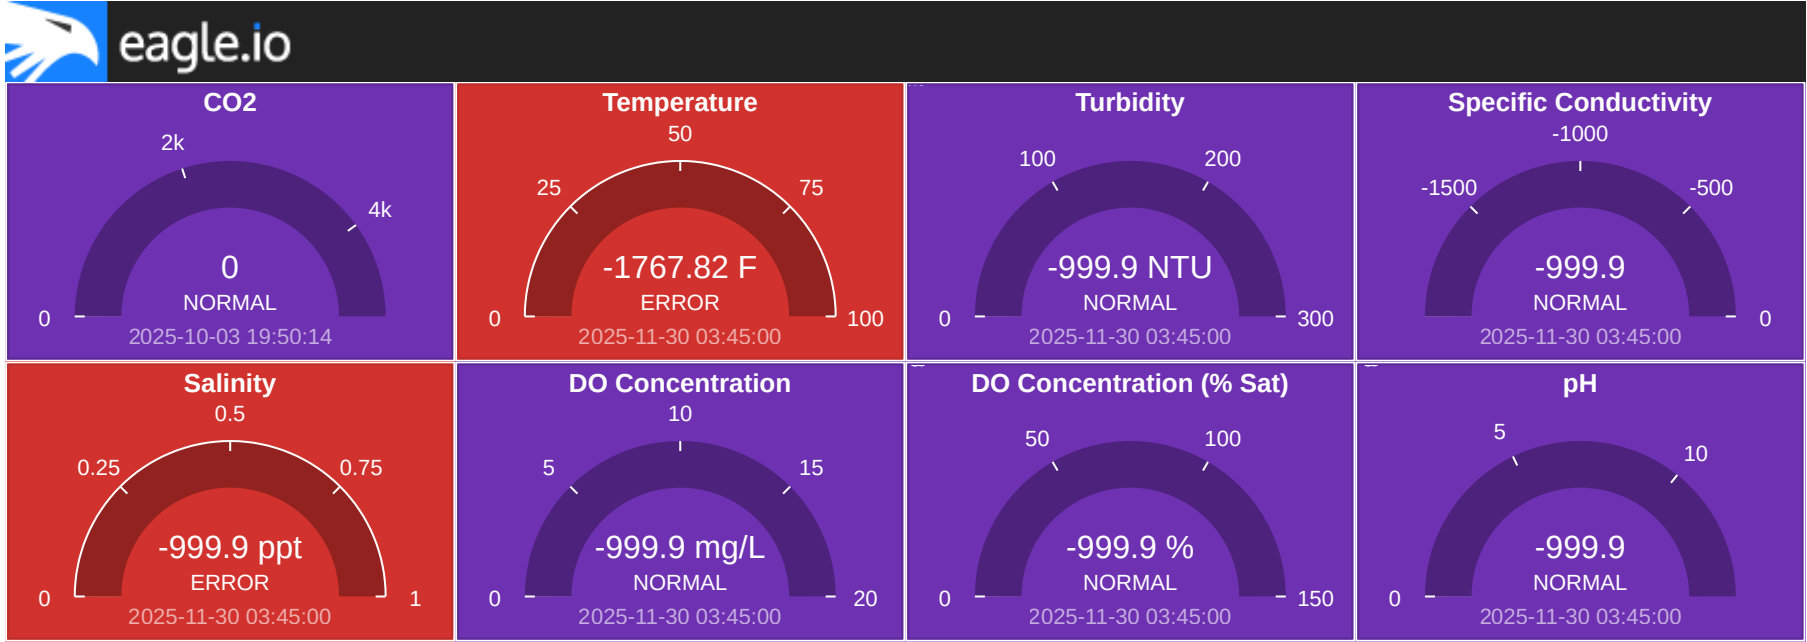 eagle.io
CO2
2k
4k
0
0
NORMAL
2025-10-03 19:50:14
Temperature
50
25
75
-1767.82 F
ERROR
0
100
2025-11-30 03:45:00
Turbidity
100
200
-999.9 NTU
NORMAL
0
300
2025-11-30 03:45:00
Specific Conductivity
-1000
-1500
-500
-999.9
NORMAL
0
2025-11-30 03:45:00
Salinity
0.5
0.25
0.75
-999.9 ppt
ERROR
0
1
2025-11-30 03:45:00
DO Concentration
10
5
15
-999.9 mg/L
NORMAL
0
20
2025-11-30 03:45:00
DO Concentration (% Sat)
50
100
-999.9 %
NORMAL
0
150
2025-11-30 03:45:00
pH
5
10
-999.9
NORMAL
0
2025-11-30 03:45:00